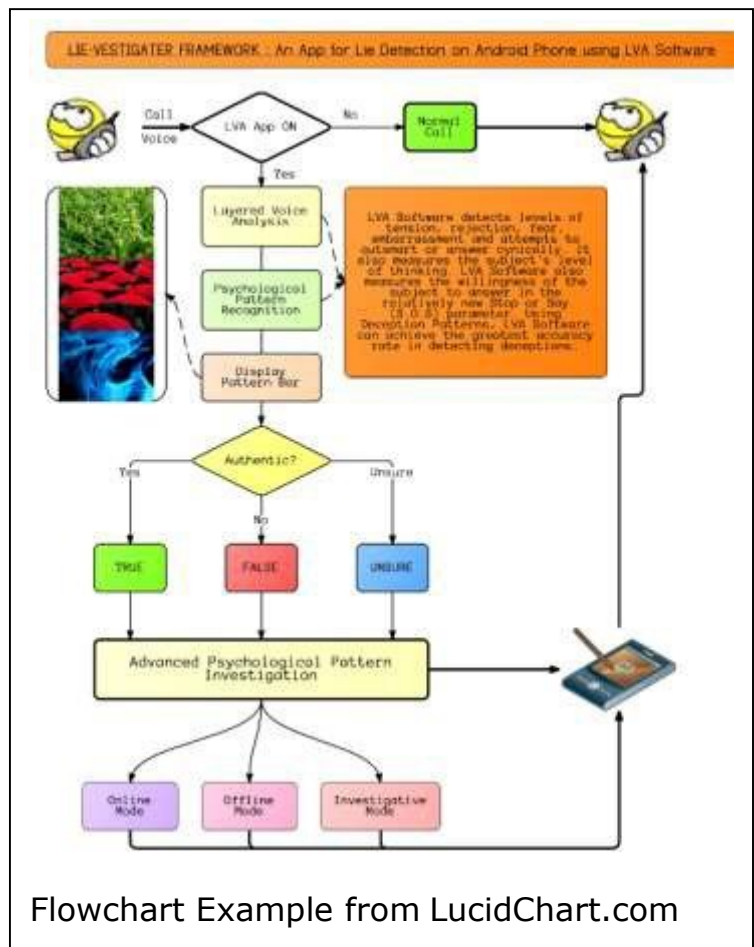 LIE-VESTIGATER FRAMEWORK : An App for Lie Detection on Android Phone using LVA Software
Call
Voice
LVA App ON
No
Normal
Call
Yes
Layered Voice
Analysis
Psychological
Pattern
Recognition
Display
Pattern Bar
LVA Software detects levels of
tension, rejection, fear,
embarrassment and attempts to
outsmart or answer cynically. It
also measures the subject's level
of thinking. LVA Software also
measures the willingness of the
subject to answer in the
relatively new Stop or Say
(S.O.S) parameter. Using
Deception Patterns, LVA Software
can achieve the greatest accuracy
rate in detecting deceptions.
Authentic?
Yes
Unsure
No
TRUE
FALSE
UNSURE
Advanced Psychological Pattern
Investigation
Online
Mode
Offline
Mode
Investigative
Mode
Flowchart Example from LucidChart.com